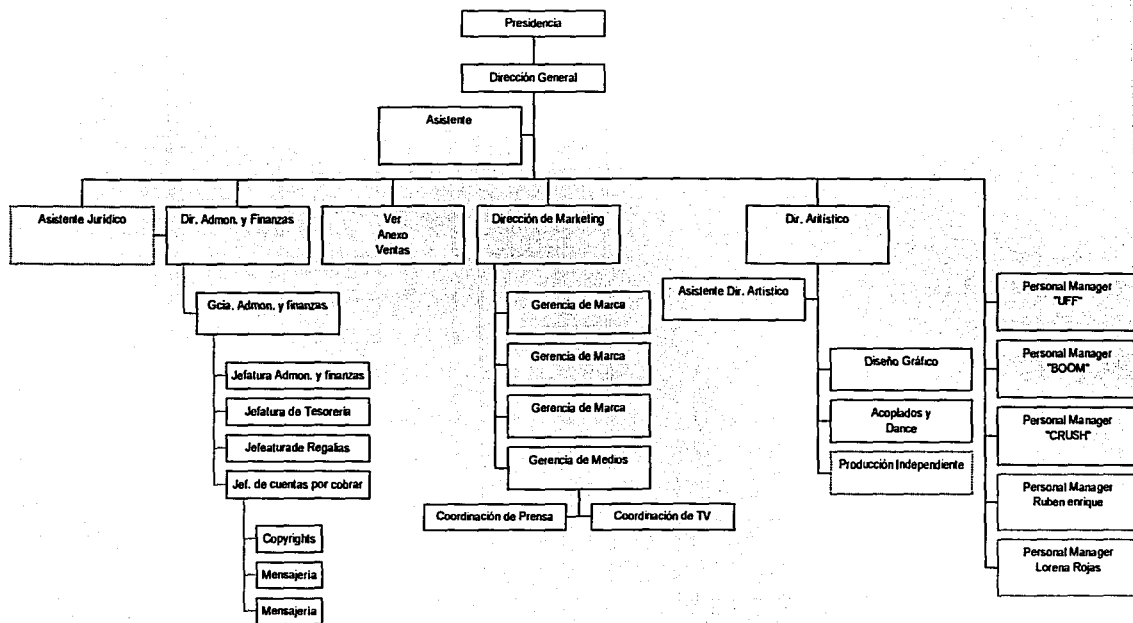 Presidencia
Dirección General
Asistente
Asistente Jurídico
Dir. Admon. y Finanzas
Ver
Anexo
Ventas
Dirección de Marketing
Dir. Aritístico
Gcia. Admon. y finanzas.
Jefatura Admon. y finanzas
Jefatura de Tesorería
Jefeaturade Regalias
Jef. de cuentas por cobrar
Copyrights
Mensajería
Mensajería
Gerencia de Marca
Gerencia de Marca
Gerencia de Marca
Gerencia de Medios
Coordinación de Prensa
Coordinación de TV
Asistente Dir. Artístico
Diseño Gráfico
Acoplados y
Dance
Producción Independiente
Personal Manager
"UFF"
Personal Manager
"BOOM"
Personal Manager
"CRUSH"
Personal Manager
Ruben enrique
Personal Manager
Lorena Rojas